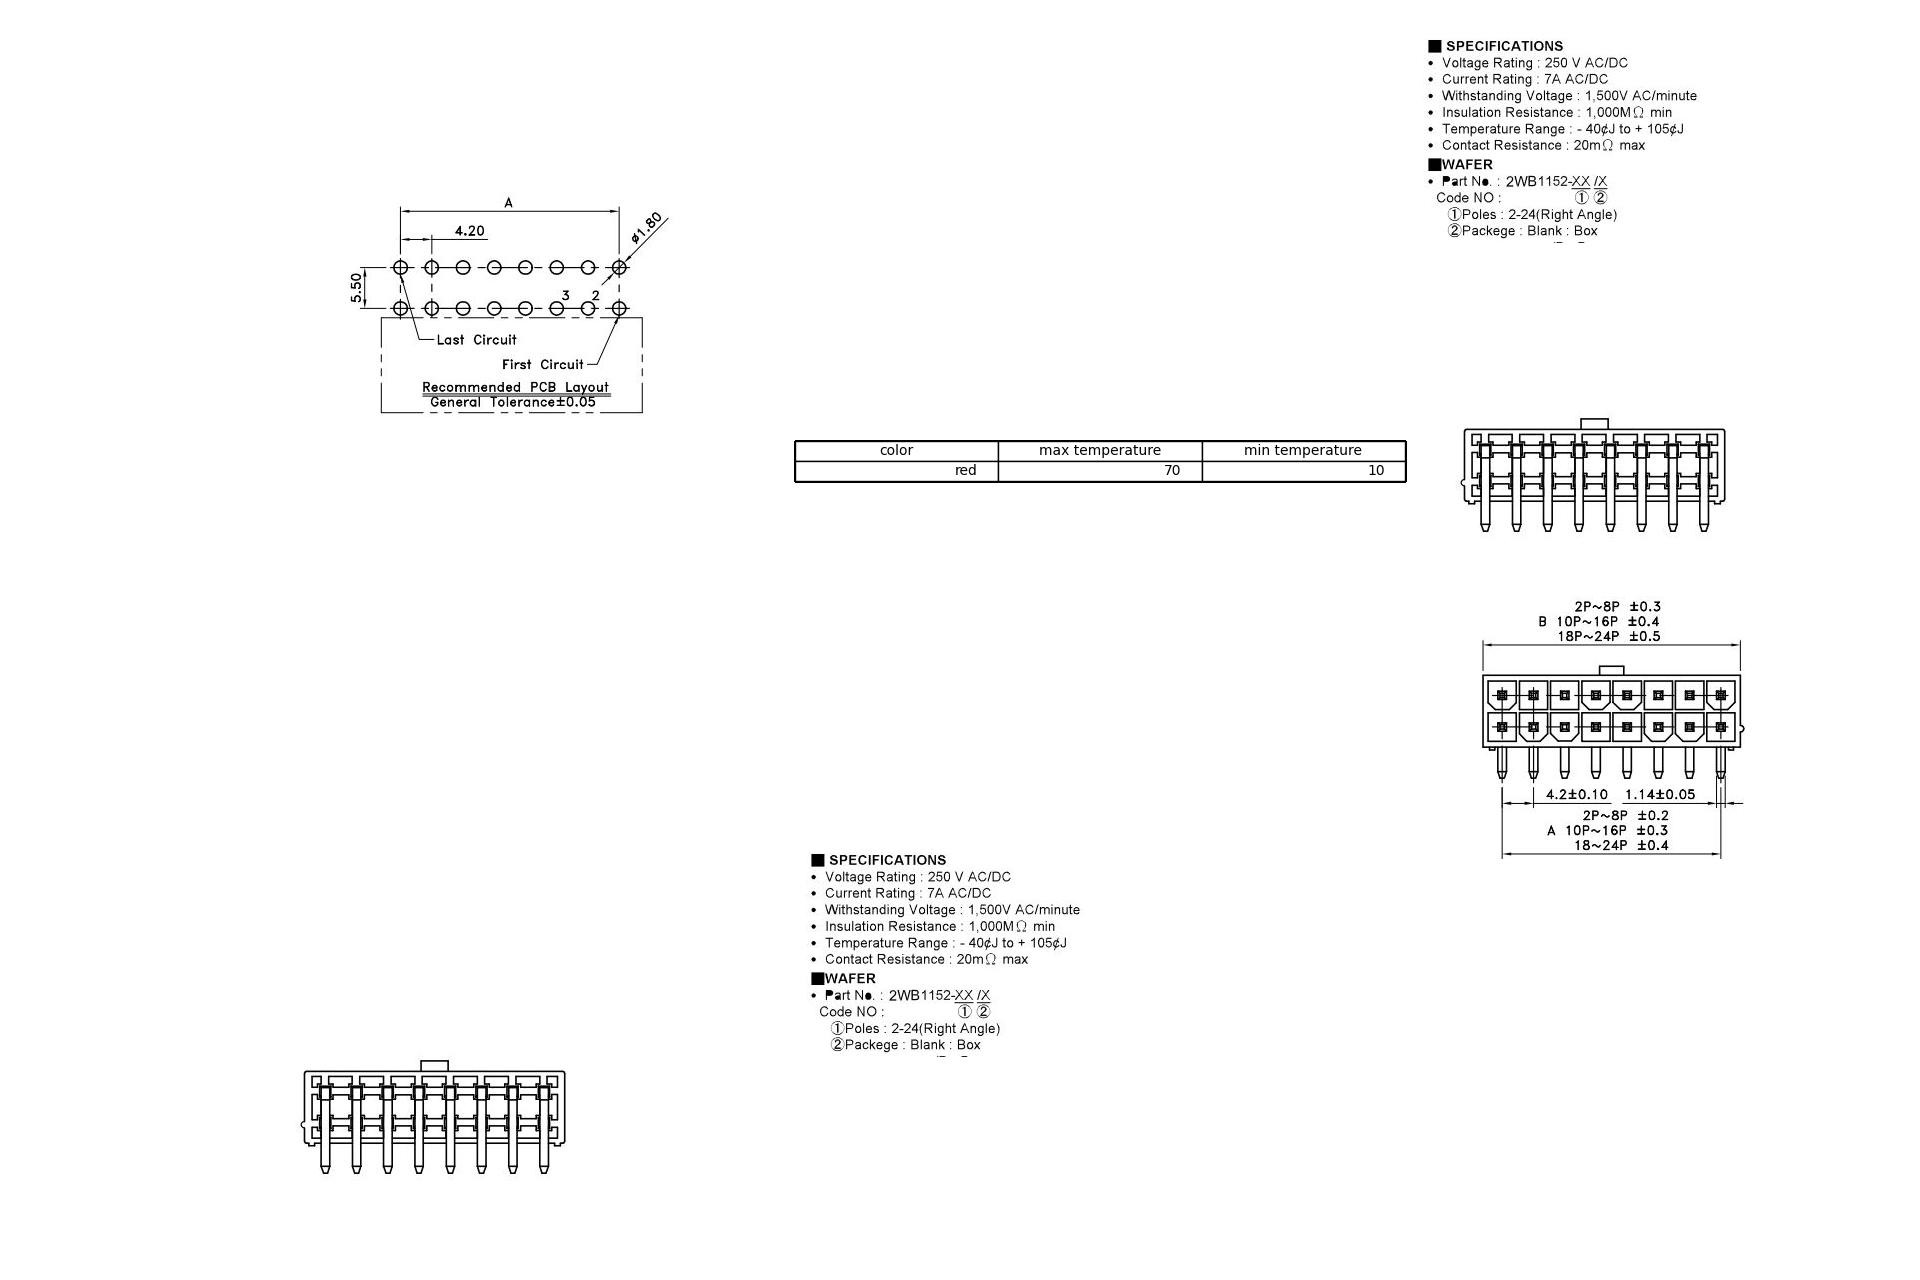 ■ SPECIFICATIONS
• Voltage Rating : 250 V AC/DC
• Current Rating : 7A AC/DC
• Withstanding Voltage : 1,500V AC/minute
• Insulation Resistance : 1,000MΩ min
• Temperature Range : - 40¢J to + 105¢J
• Contact Resistance : 20mΩ max
■WAFER
• Part No. : 2WB1152-XX /X
Code NO : ① ②
①Poles : 2-24(Right Angle)
②Packege : Blank : Box
A
4.20
ø1.80
5.50
3 2
Last Circuit
First Circuit
Recommended PCB Layout
General Tolerance±0.05
color max temperature min temperature
red 70 10
2P~8P ±0.3
B 10P~16P ±0.4
18P~24P ±0.5
4.2±0.10 1.14±0.05
2P~8P ±0.2
A 10P~16P ±0.3
18~24P ±0.4
■ SPECIFICATIONS
• Voltage Rating : 250 V AC/DC
• Current Rating : 7A AC/DC
• Withstanding Voltage : 1,500V AC/minute
• Insulation Resistance : 1,000MΩ min
• Temperature Range : - 40¢J to + 105¢J
• Contact Resistance : 20mΩ max
■WAFER
• Part No. : 2WB1152-XX /X
Code NO : ① ②
①Poles : 2-24(Right Angle)
②Packege : Blank : Box